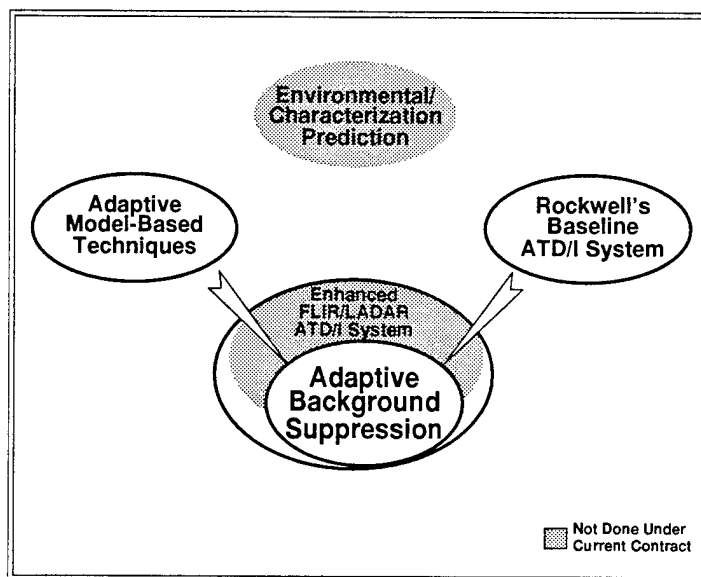 Environmental/
Characterization
Prediction
Adaptive
Model-Based
Techniques
Rockwell's
Baseline
ATD/I System
Enhanced
FLIR/LADAR
ATD/I System
Adaptive
Background
Suppression
Not Done Under
Current Contract